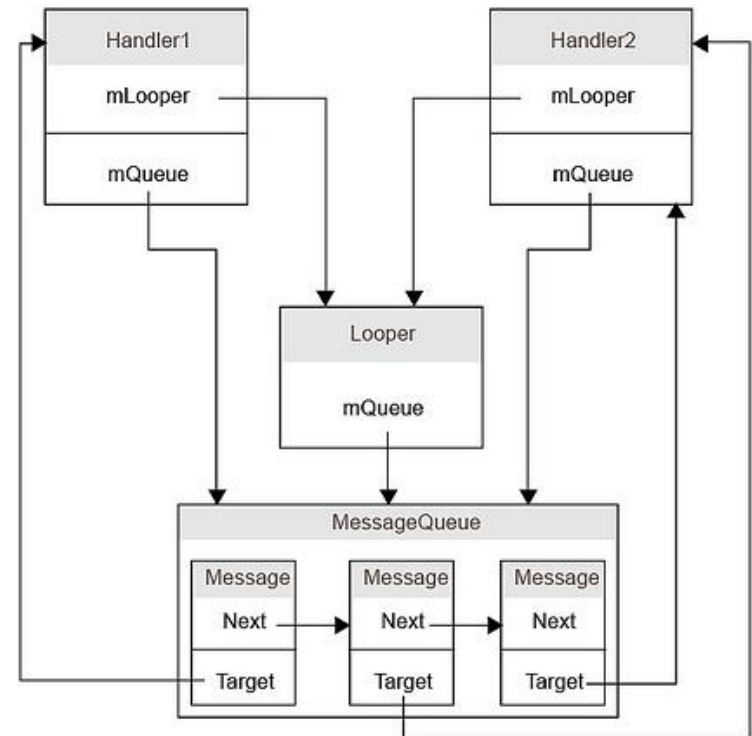 Handler1
mLooper
mQueue
Handler2
mLooper
mQueue
Looper
mQueue
MessageQueue
Message
Next
Target
Message
Next
Target
Message
Next
Target